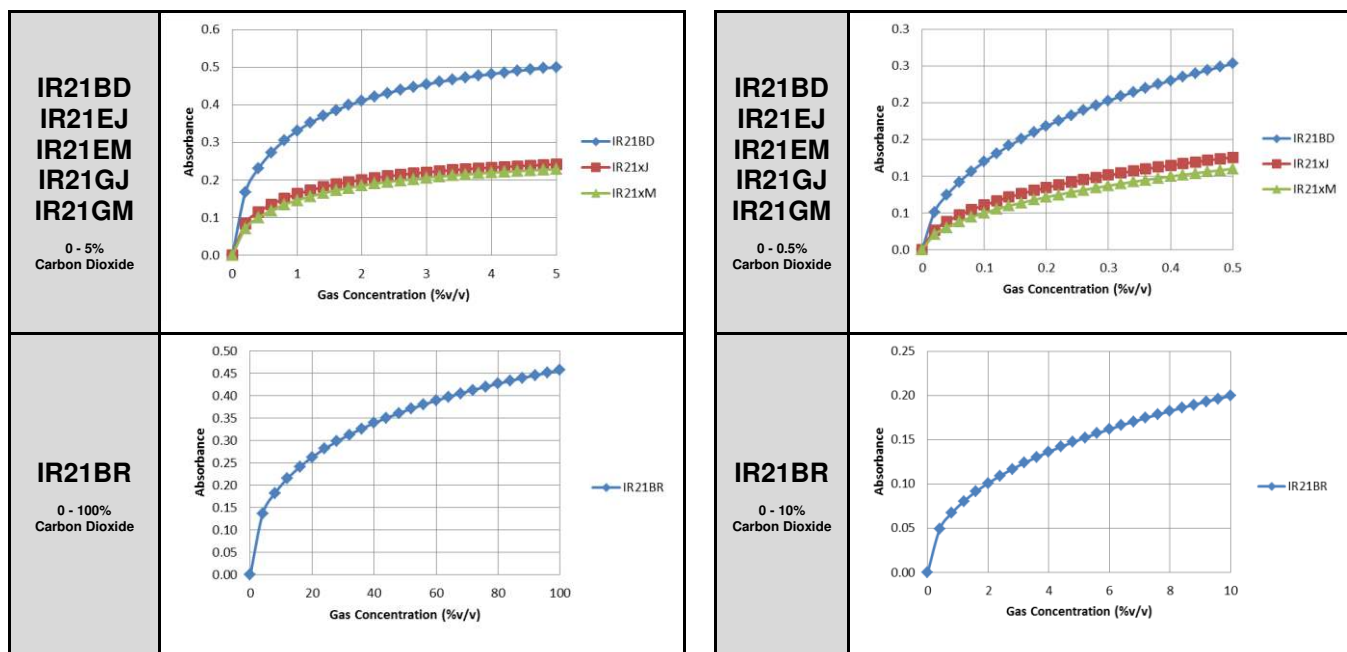 IR21BD
IR21EJ
IR21EM
IR21GJ
IR21GM
0 - 5%
Carbon Dioxide
0.6
0.5
0.4
0.3
0.2
0.1
0.0
Absorbance
0 1 2 3 4 5
Gas Concentration (%v/v)
IR21BD
IR21xJ
IR21xM
IR21BD
IR21EJ
IR21EM
IR21GJ
IR21GM
0 - 0.5%
Carbon Dioxide
0.3
0.3
0.2
0.2
0.1
0.1
0.0
Absorbance
0 0.1 0.2 0.3 0.4 0.5
Gas Concentration (%v/v)
IR21BD
IR21xJ
IR21xM
IR21BR
0 - 100%
Carbon Dioxide
0.50
0.45
0.40
0.35
0.30
0.25
0.20
0.15
0.10
0.05
0.00
Absorbance
0 20 40 60 80 100
Gas Concentration (%v/v)
IR21BR
IR21BR
0 - 10%
Carbon Dioxide
0.25
0.20
0.15
0.10
0.05
0.00
Absorbance
0 2 4 6 8 10
Gas Concentration (%v/v)
IR21BR